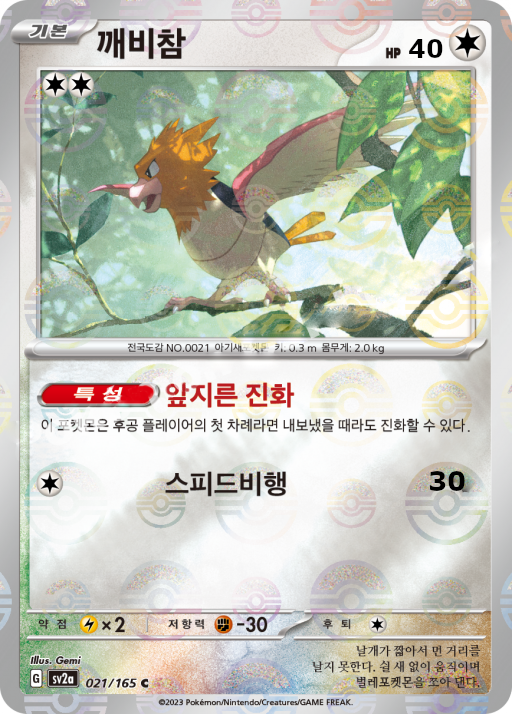 기본
깨비참
HP 40
전국도감 NO.0021 아기새포켓몬 키: 0.3 m 몸무게: 2.0 kg
특성 앞지른 진화
이 포켓몬은 후공 플레이어의 첫 차례라면 내보냈을 때라도 진화할 수 있다.
스피드비행 30
약점 ×2 저항력 -30 후퇴
Illus. Gemi
G sv2a 021/165 C
날개가 짧아서 먼 거리를
날지 못한다. 쉴 새 없이 움직이며
벌레포켓몬을 쪼아 댄다.
©2023 Pokémon/Nintendo/Creatures/GAME FREAK.